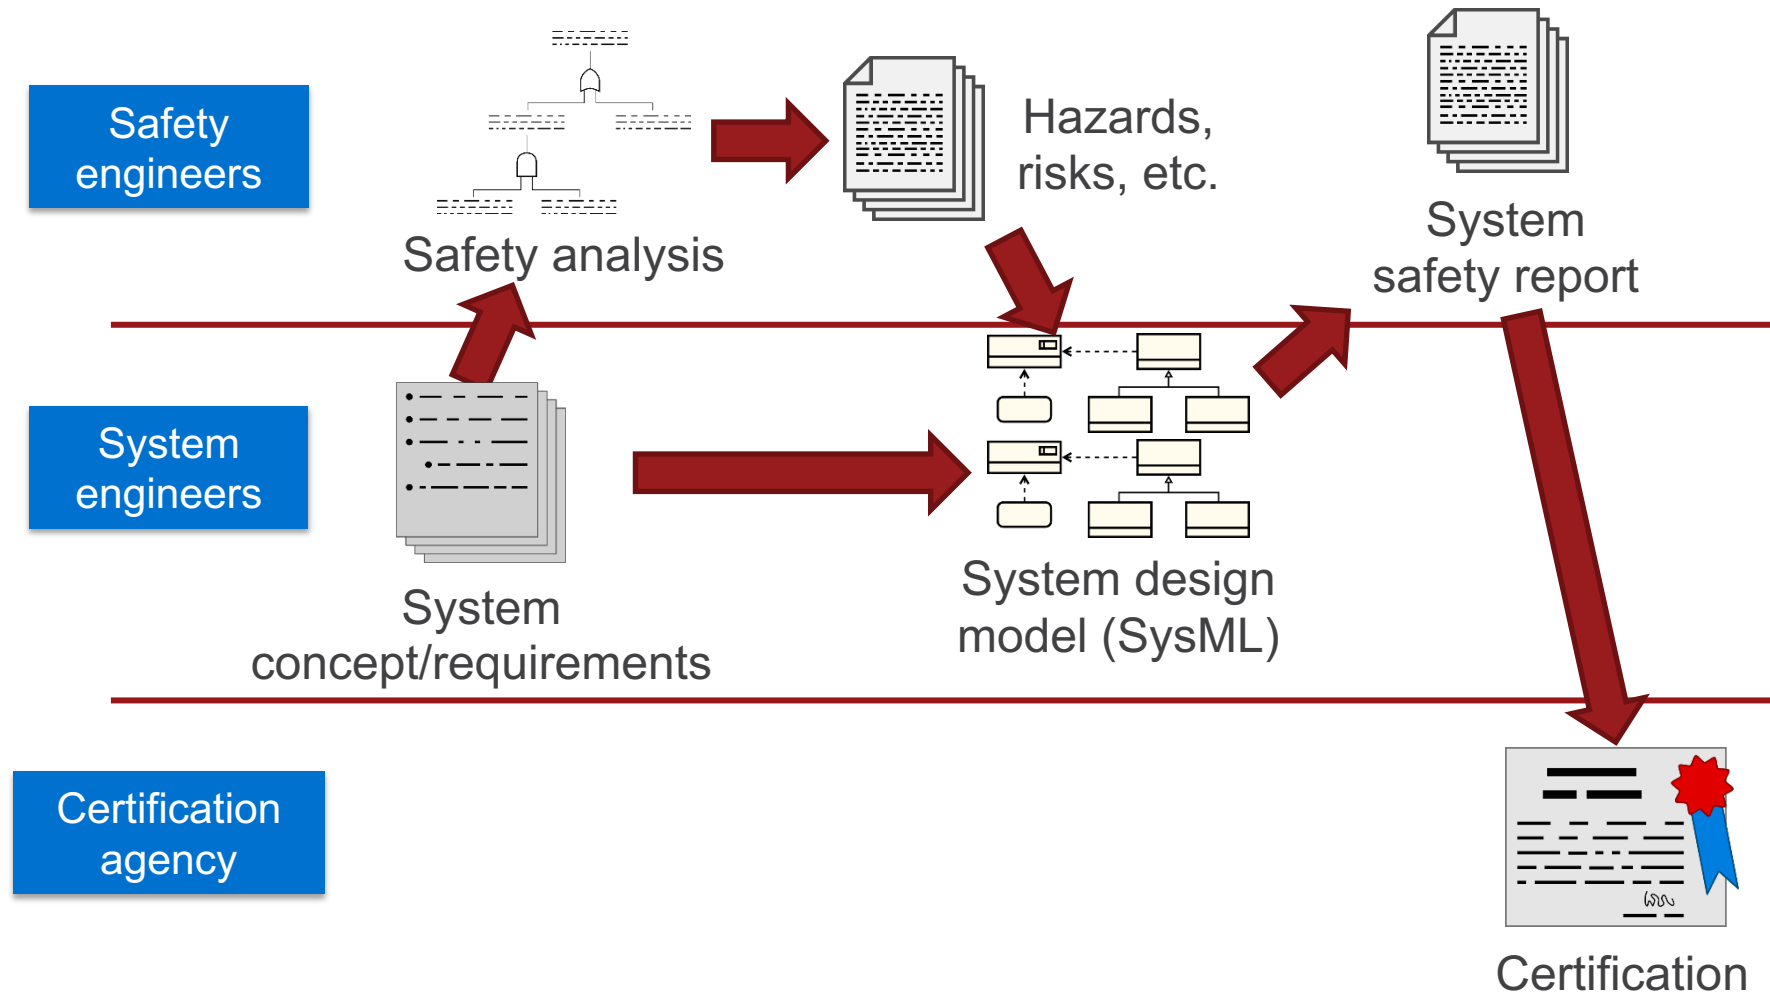 Safety
engineers
Safety analysis
Hazards,
risks, etc.
System
safety report
System
engineers
System
concept/requirements
System design
model (SysML)
Certification
agency
Certification